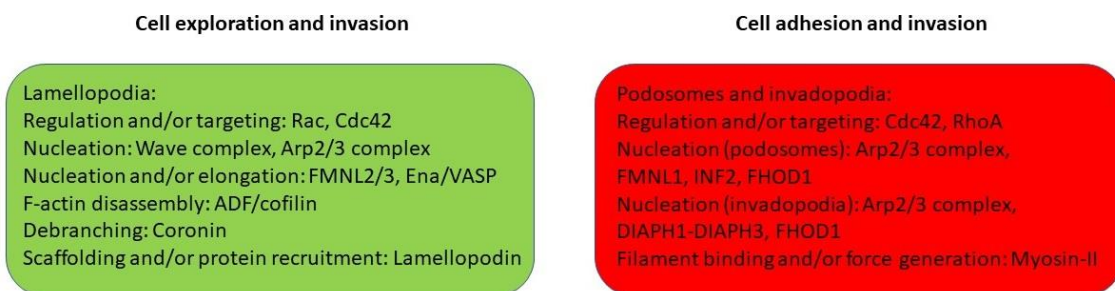 Cell exploration and invasion
Lamellopodia:
Regulation and/or targeting: Rac, Cdc42
Nucleation: Wave complex, Arp2/3 complex
Nucleation and/or elongation: FMNL2/3, Ena/VASP
F-actin disassembly: ADF/cofilin
Debranching: Coronin
Scaffolding and/or protein recruitment: Lamellopodin
Cell adhesion and invasion
Podosomes and invadopodia:
Regulation and/or targeting: Cdc42, RhoA
Nucleation (podosomes): Arp2/3 complex,
FMNL1, INF2, FHOD1
Nucleation (invadopodia): Arp2/3 complex,
DIAPH1-DIAPH3, FHOD1
Filament binding and/or force generation: Myosin-II